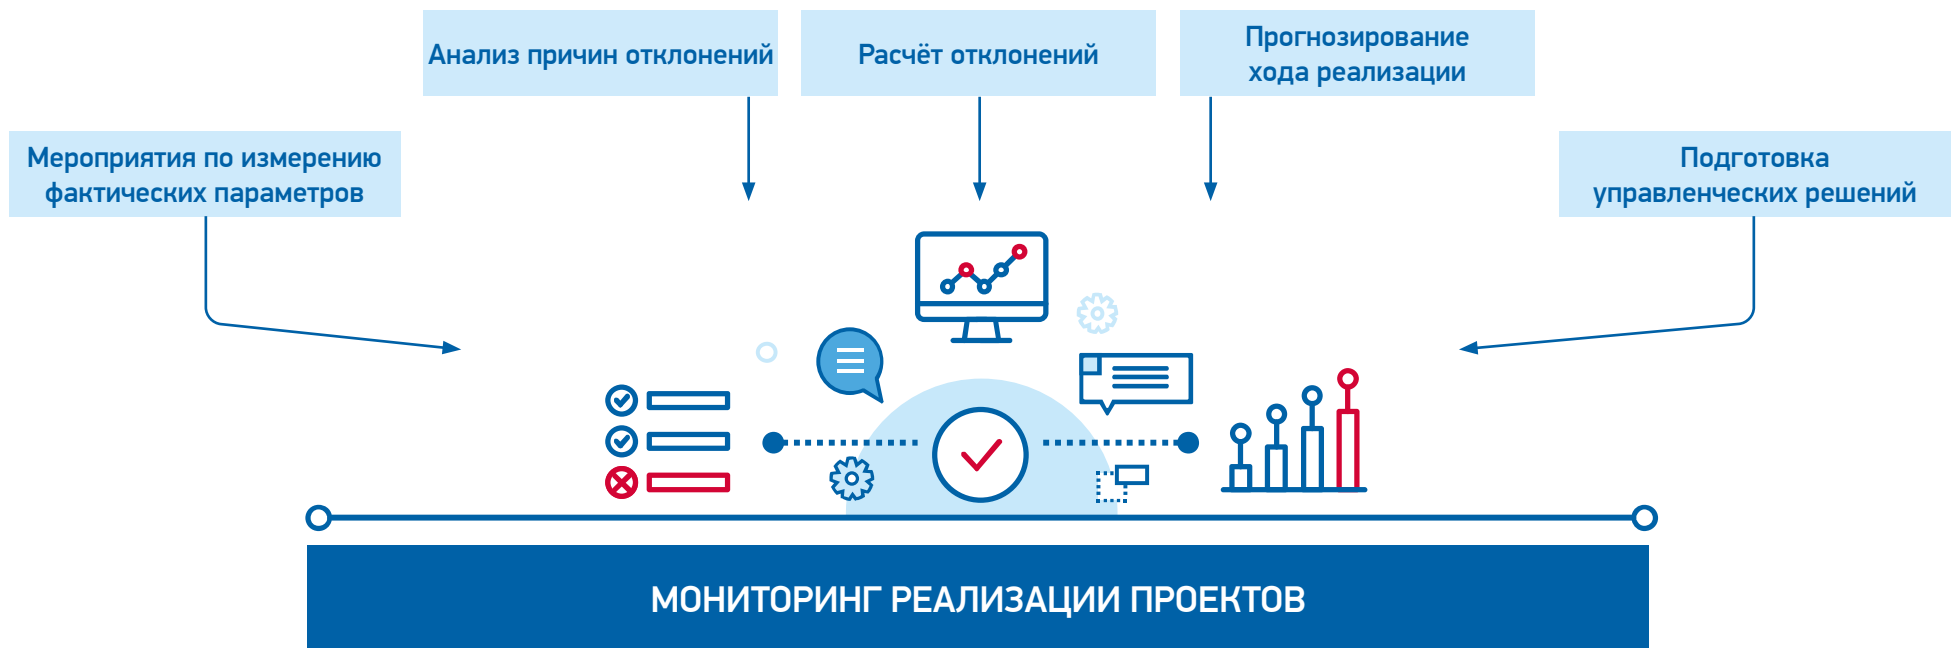 Мероприятия по измерению
фактических параметров
Анализ причин отклонений
Расчёт отклонений
Прогнозирование
хода реализации
Подготовка
управленческих решений
МОНИТОРИНГ РЕАЛИЗАЦИИ ПРОЕКТОВ